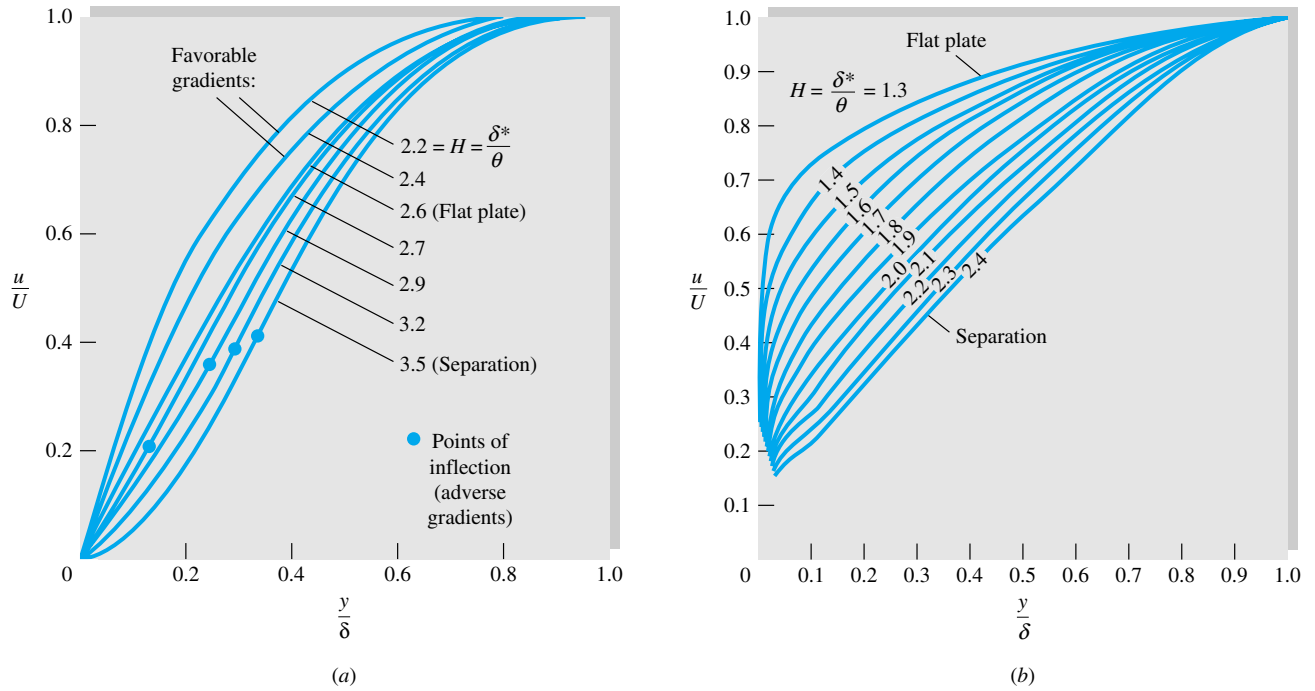 1.0
0.8
0.6
0.4
0.2
0
0.2
0.4
0.6
0.8
1.0
u
U
y
δ
Favorable
gradients:
2.2 = H = δ*
θ
2.4
2.6 (Flat plate)
2.7
2.9
3.2
3.5 (Separation)
Points of
inflection
(adverse
gradients)
(a)
1.0
0.9
0.8
0.7
0.6
0.5
0.4
0.3
0.2
0.1
0
0.1
0.2
0.3
0.4
0.5
0.6
0.7
0.8
0.9
1.0
u
U
y
δ
Flat plate
H = δ* = 1.3
θ
1.4
1.5
1.6
1.7
1.8
1.9
2.0
2.1
2.2
2.3
2.4
Separation
(b)